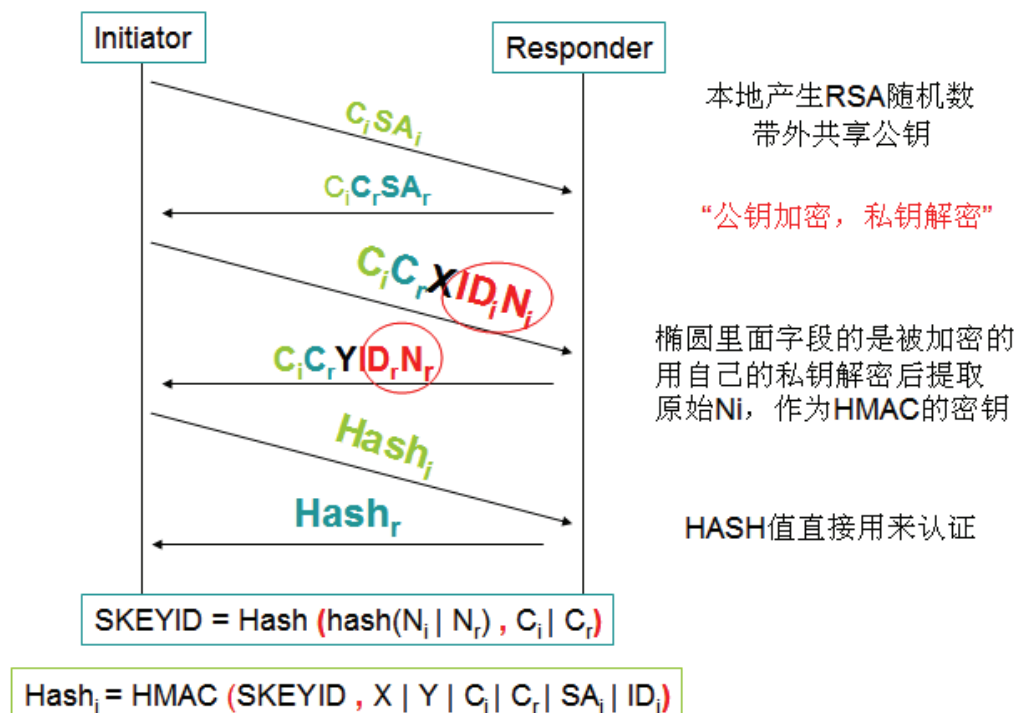 Initiator
Responder
CᵢSAᵢ
本地产生RSA随机数
带外共享公钥
CᵢCᵣSAᵣ
“公钥加密，私钥解密”
CᵢCᵣXIDᵢNᵢ
CᵢCᵣYIDᵣNᵣ
椭圆里面字段的是被加密的
用自己的私钥解密后提取
原始Ni，作为HMAC的密钥
Hashᵢ
Hashᵣ
HASH值直接用来认证
SKEYID = Hash (hash(Nᵢ | Nᵣ) , Cᵢ | Cᵣ)
Hashᵢ = HMAC (SKEYID , X | Y | Cᵢ | Cᵣ | SAᵢ | IDᵢ)